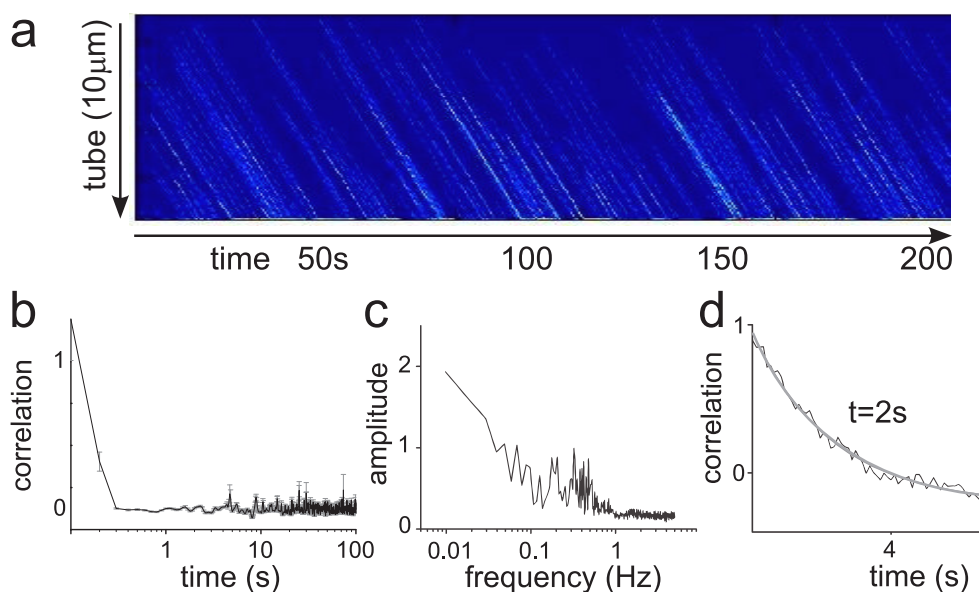 a
tube (10µm)
time 50s 100 150 200
b
correlation
1
0
1 10 100
time (s)
c
amplitude
2
1
0
0.01 0.1 1
frequency (Hz)
d
correlation
1
0
t=2s
4
time (s)